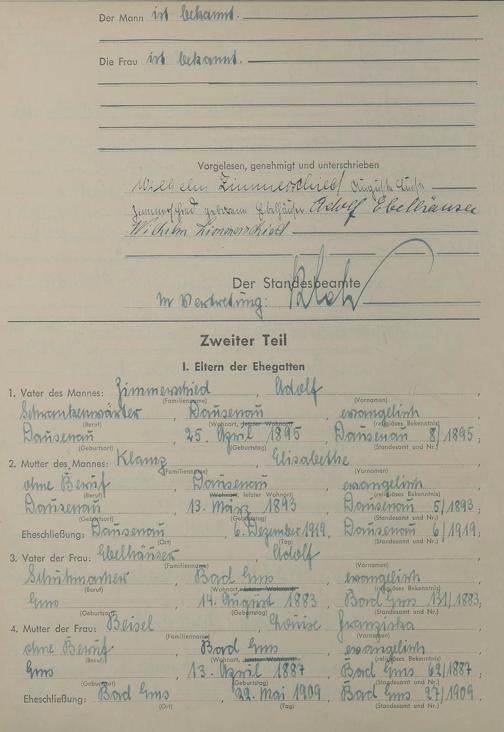 Der Mann ist bekannt.
Die Frau ist bekannt.
Vorgelesen, genehmigt und unterschrieben
Wilhelm Zimmerschied Auguste Luise
Zimmerschied geborene Ebelhäuser Adolf Ebelhäuser
Wilhelm Zimmerschied
Der Standesbeamte
In Vertretung:
Zweiter Teil
I. Eltern der Ehegatten
1. Vater des Mannes: Zimmerschied, Adolf,
(Familienname) (Vornamen)
Schrankenwärter, Dausenau, evangelisch
(Beruf) (Wohnort, letzter Wohnort) (religiöses Bekenntnis)
Dausenau, 25. April 1895, Dausenau 8/1895;
(Geburtsort) (Geburtstag) (Standesamt und Nr.)
2. Mutter des Mannes: Klamp, Elisabethe,
(Familienname) (Vornamen)
ohne Beruf, Dausenau, evangelisch
(Beruf) (Wohnort, letzter Wohnort) (religiöses Bekenntnis)
Dausenau, 13. März 1893, Dausenau 5/1893;
(Geburtsort) (Geburtstag) (Standesamt und Nr.)
Eheschließung: Dausenau, 6. Dezember 1919. Dausenau 6/1919;
(Ort) (Tag) (Standesamt und Nr.)
3. Vater der Frau: Ebelhäuser, Adolf,
(Familienname) (Vornamen)
Schuhmacher, Bad Ems, evangelisch
(Beruf) (Wohnort, letzter Wohnort) (religiöses Bekenntnis)
Ems, 14. August 1883, Bad Ems 131/1883;
(Geburtsort) (Geburtstag) (Standesamt und Nr.)
4. Mutter der Frau: Beisel, Louise Franziska,
(Familienname) (Vornamen)
ohne Beruf, Bad Ems, evangelisch
(Beruf) (Wohnort, letzter Wohnort) (religiöses Bekenntnis)
Ems, 13. April 1887, Bad Ems 62/1887;
(Geburtsort) (Geburtstag) (Standesamt und Nr.)
Eheschließung: Bad Ems, 22. Mai 1909, Bad Ems 27/1909.
(Ort) (Tag) (Standesamt und Nr.)